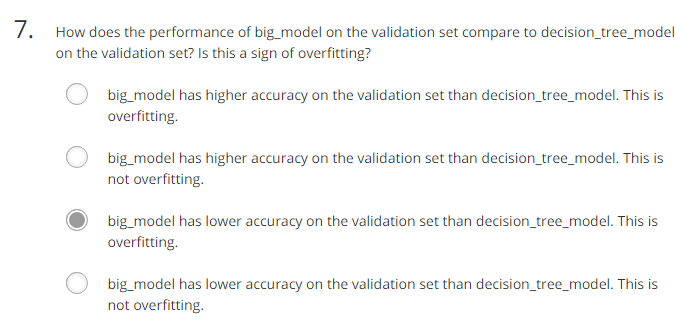 7. How does the performance of big_model on the validation set compare to decision_tree_model
on the validation set? Is this a sign of overfitting?
big_model has higher accuracy on the validation set than decision_tree_model. This is
overfitting.
big_model has higher accuracy on the validation set than decision_tree_model. This is
not overfitting.
big_model has lower accuracy on the validation set than decision_tree_model. This is
overfitting.
big_model has lower accuracy on the validation set than decision_tree_model. This is
not overfitting.